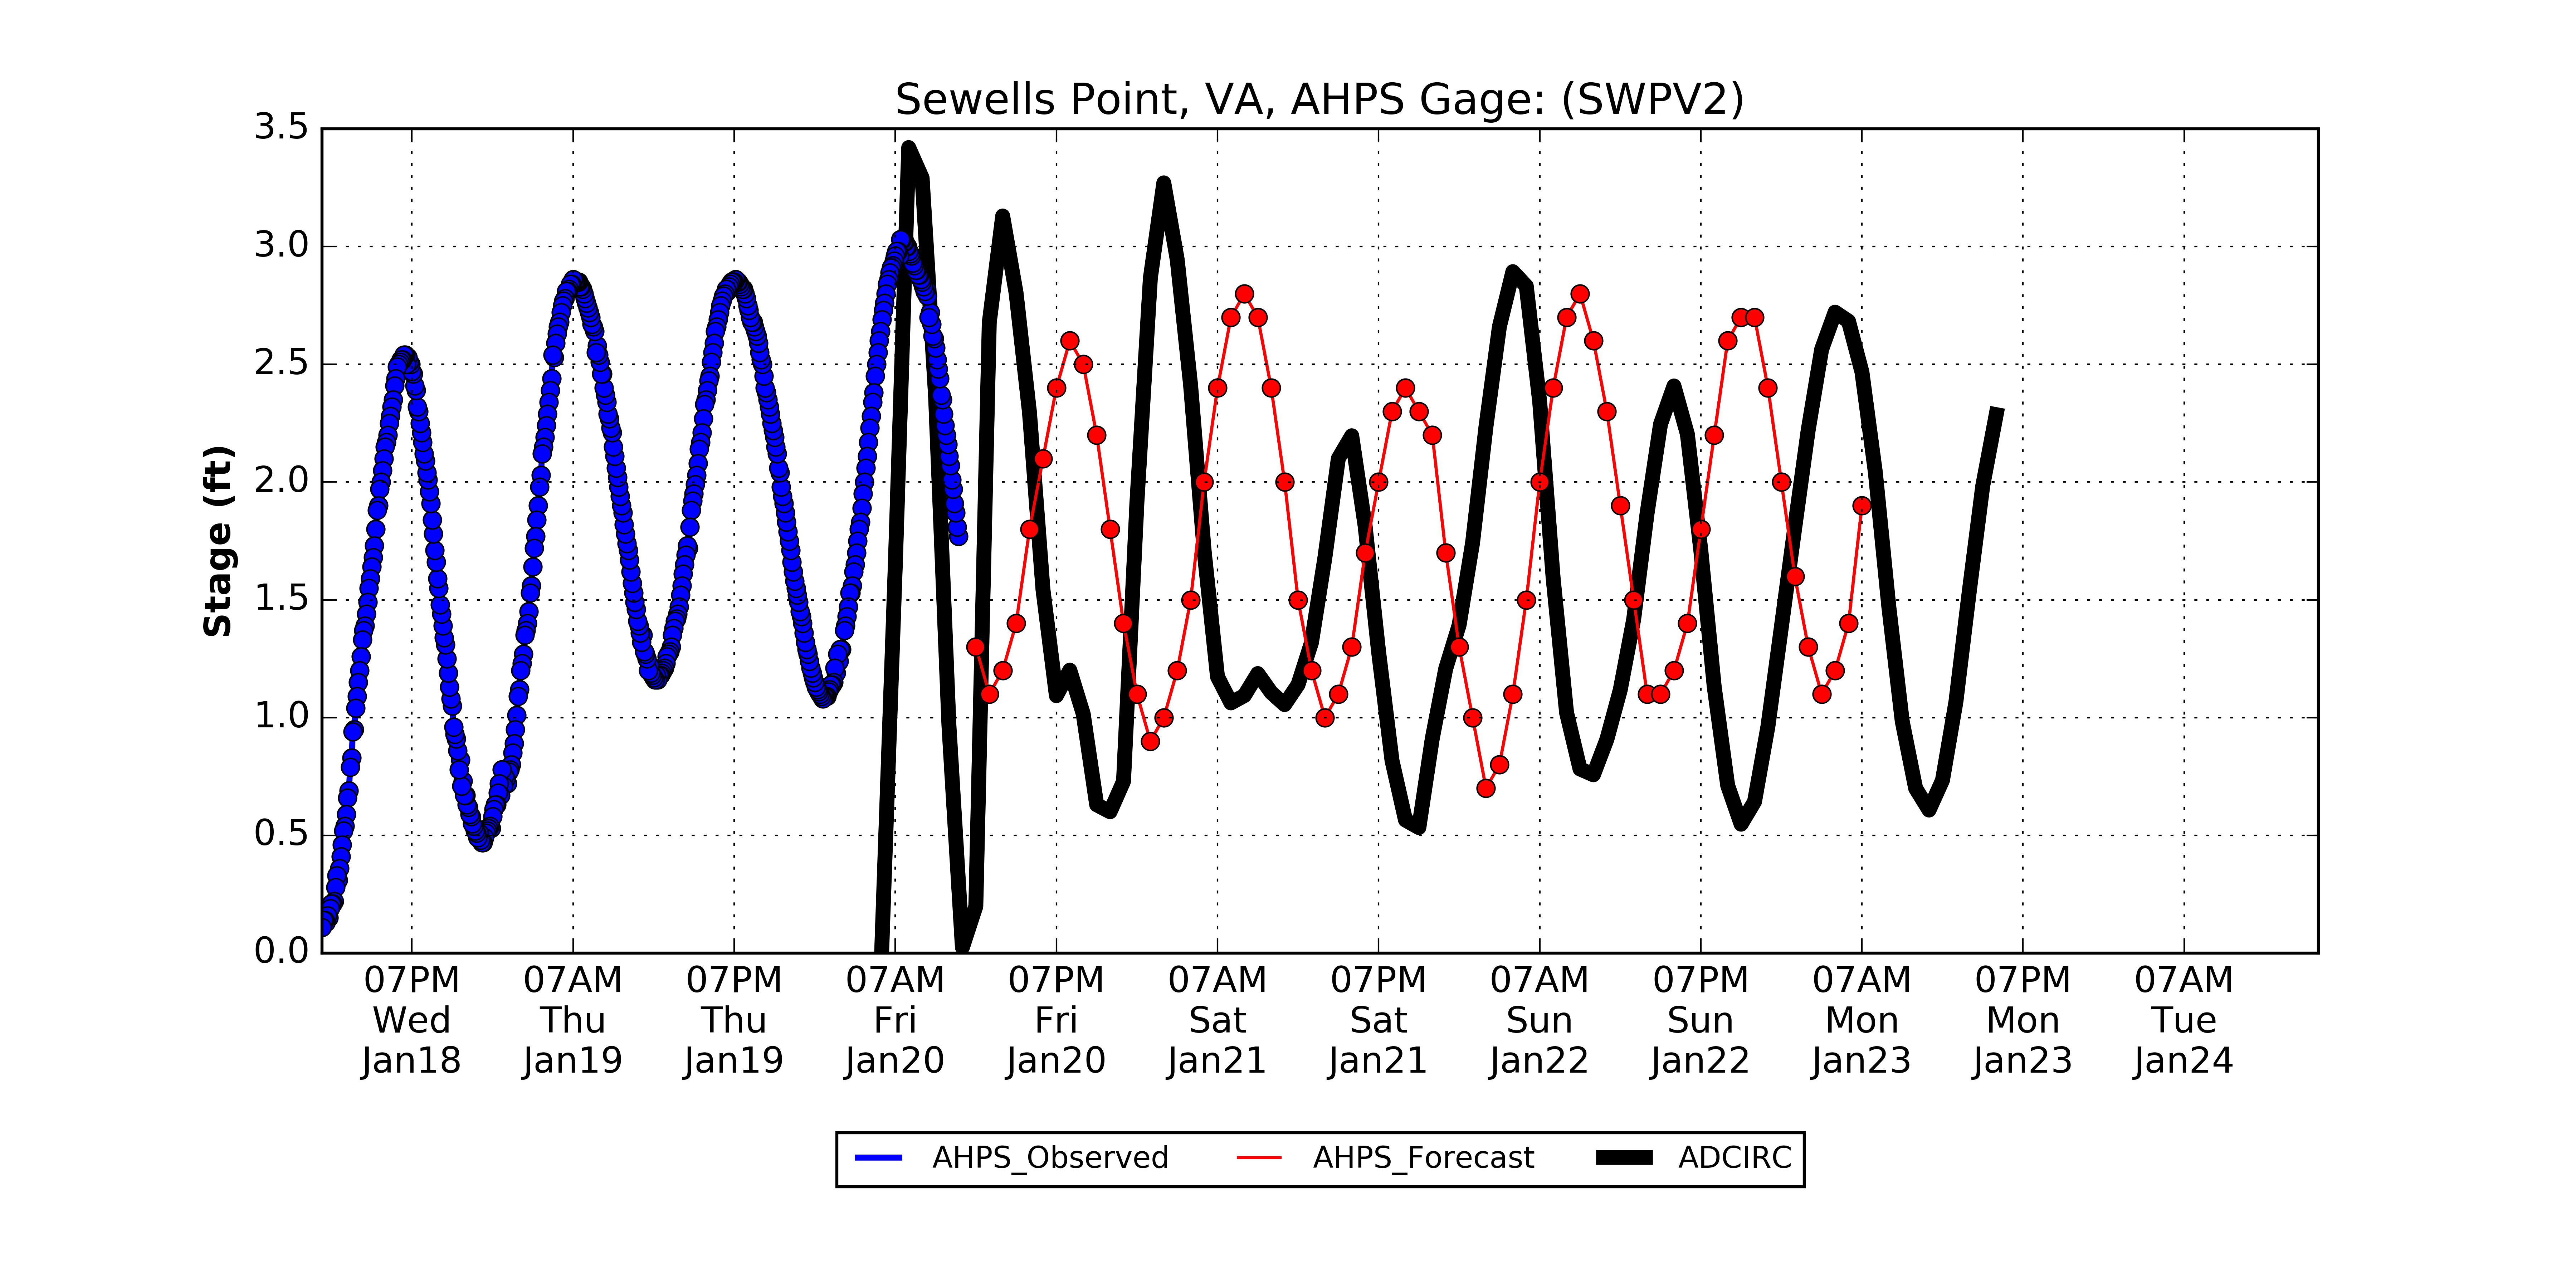 Sewells Point, VA, AHPS Gage: (SWPV2)
3.5
3.0
2.5
2.0
1.5
1.0
0.5
0.0
Stage (ft)
07PM 07AM 07PM 07AM 07PM 07AM 07PM 07AM 07PM 07AM 07PM 07AM
Wed Thu Thu Fri Fri Sat Sat Sun Sun Mon Mon Tue
Jan18 Jan19 Jan19 Jan20 Jan20 Jan21 Jan21 Jan22 Jan22 Jan23 Jan23 Jan24
AHPS_Observed AHPS_Forecast ADCIRC